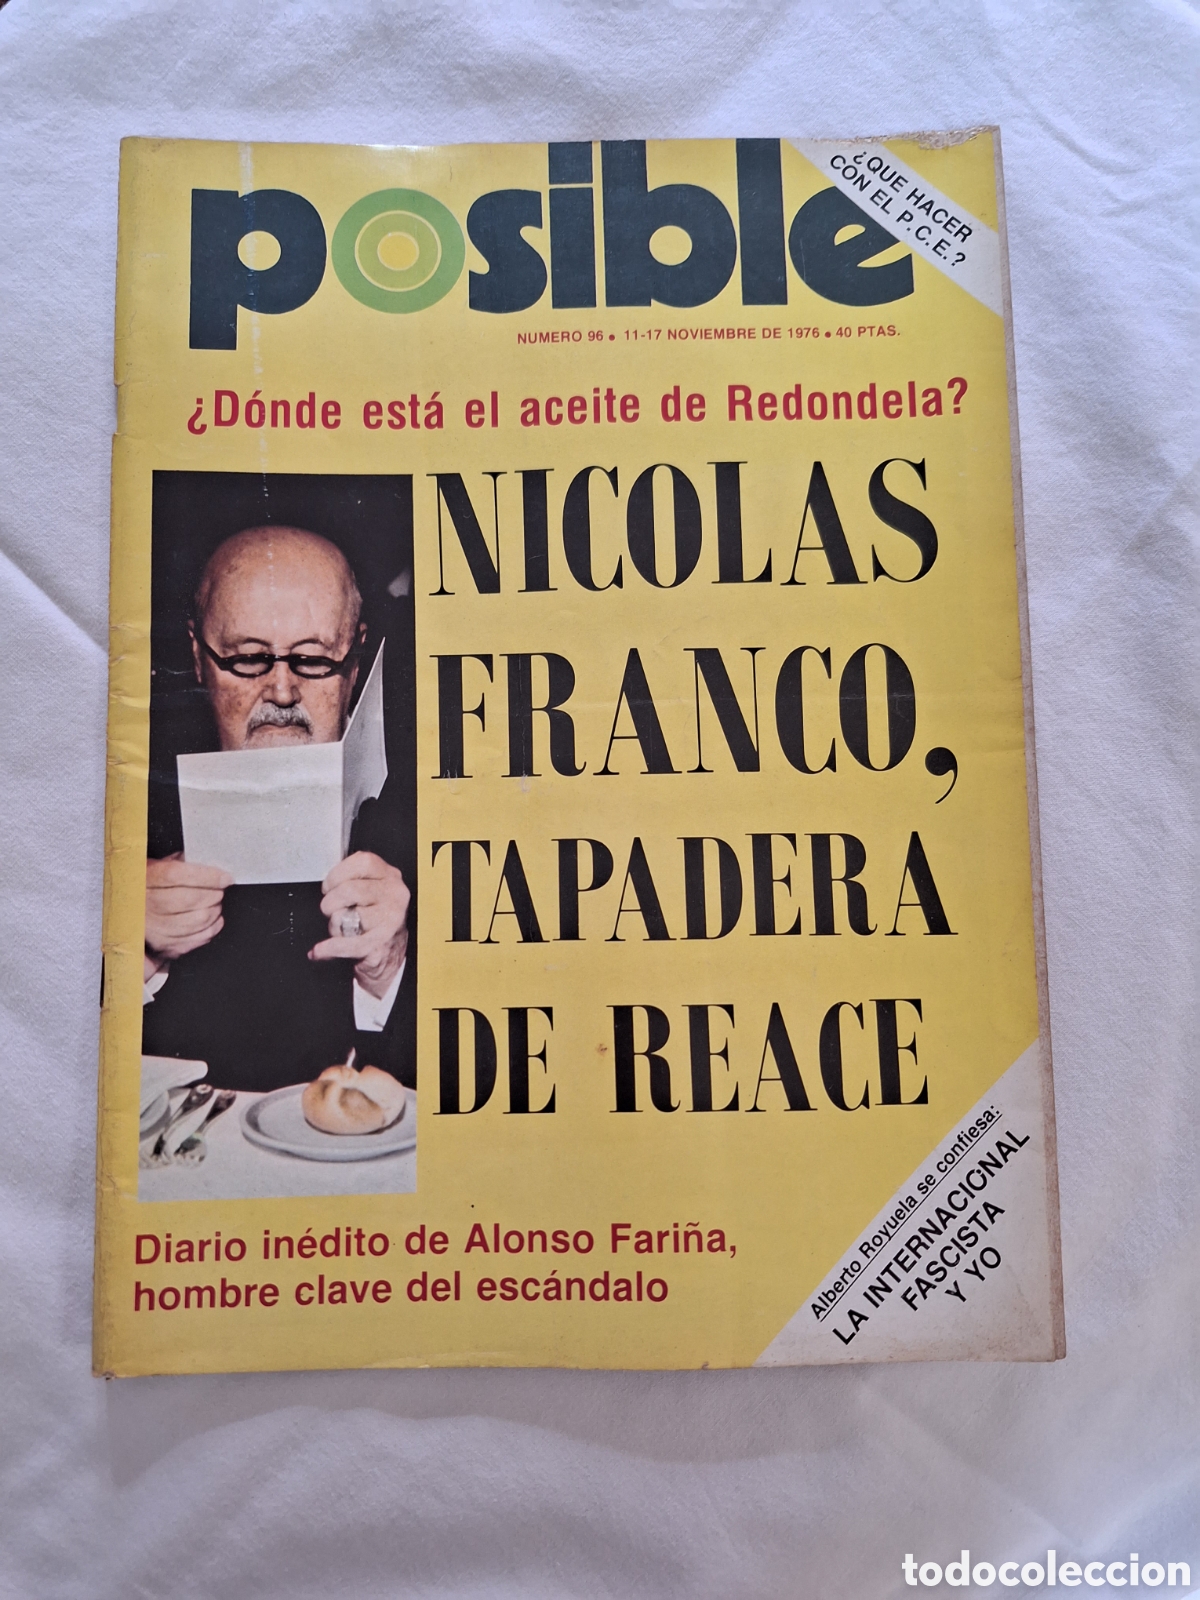 posible
¿QUE HACER
CON EL P.C.E.?
NUMERO 96 • 11-17 NOVIEMBRE DE 1976 • 40 PTAS.
¿Dónde está el aceite de Redondela?
NICOLAS
FRANCO,
TAPADERA
DE REACE
Diario inédito de Alonso Fariña,
hombre clave del escándalo
Alberto Royuela se confiesa:
LA INTERNACIONAL
FASCISTA
Y YO
todocoleccion